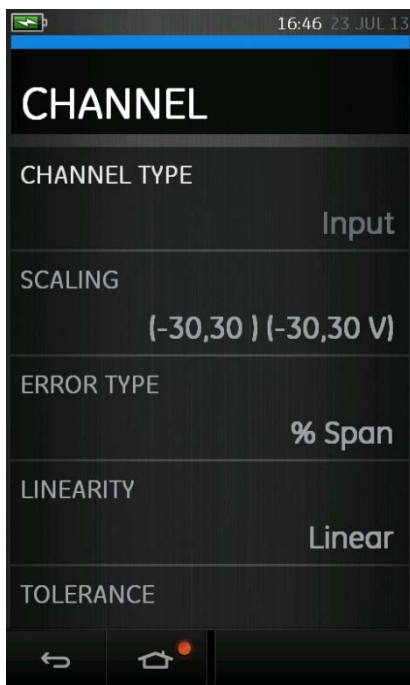 16:46 23 JUL 13
CHANNEL
CHANNEL TYPE
Input
SCALING
(-30,30 ) (-30,30 V)
ERROR TYPE
% Span
LINEARITY
Linear
TOLERANCE